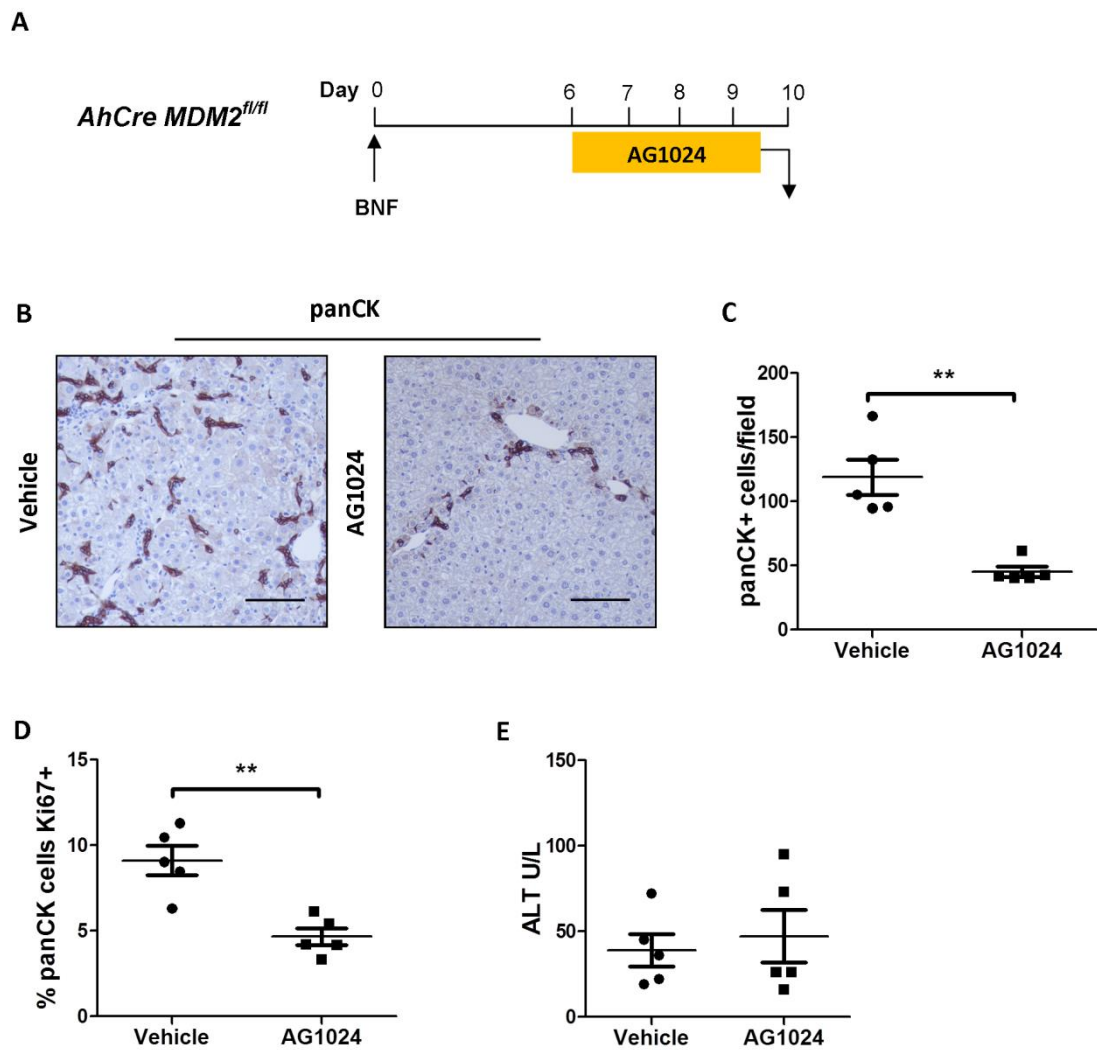 A
AhCre MDM2fl/fl
Day 0 6 7 8 9 10
AG1024
BNF
B
panCK
Vehicle
AG1024
C
panCK+ cells/field
200
150
100
50
0
**
Vehicle AG1024
D
% panCK cells Ki67+
15
10
5
0
**
Vehicle AG1024
E
ALT U/L
150
100
50
0
Vehicle AG1024